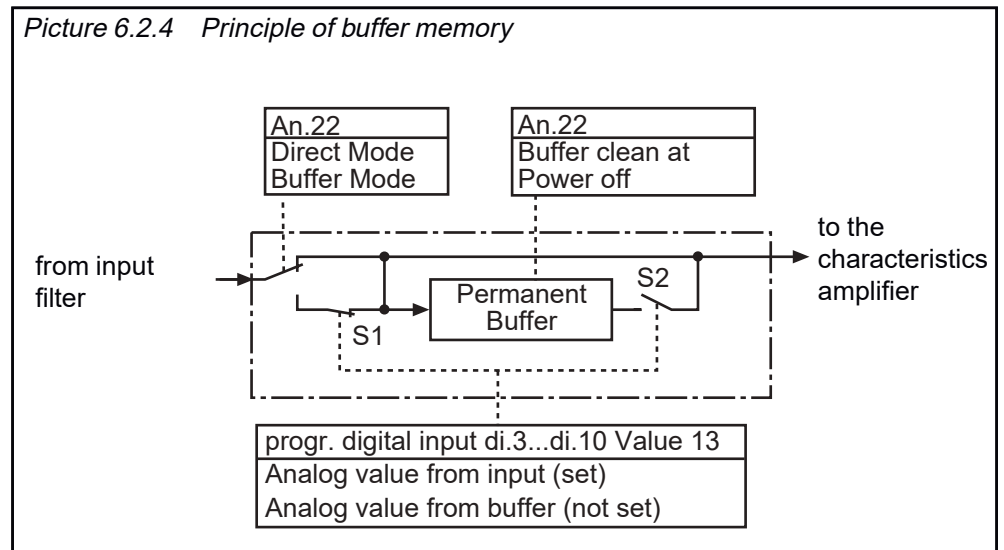 Picture 6.2.4 Principle of buffer memory
An.22
Direct Mode
Buffer Mode
An.22
Buffer clean at
Power off
from input
filter
to the
characteristics
amplifier
S1
Permanent
Buffer
S2
progr. digital input di.3...di.10 Value 13
Analog value from input (set)
Analog value from buffer (not set)